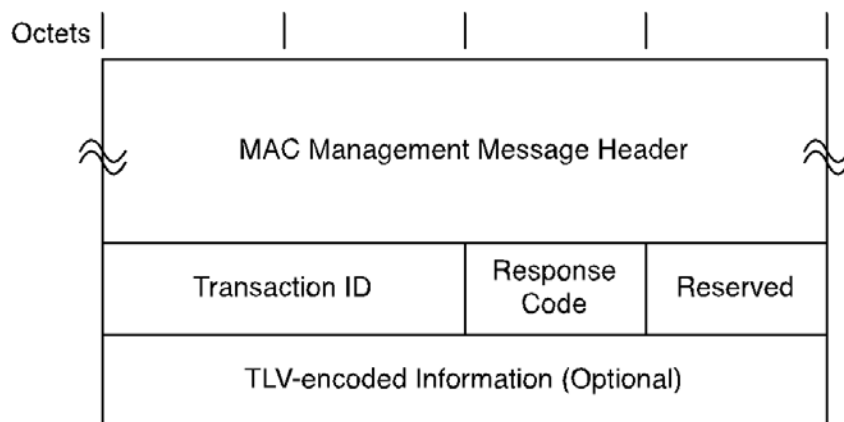 Octets
MAC Management Message Header
Transaction ID
Response
Code
Reserved
TLV-encoded Information (Optional)